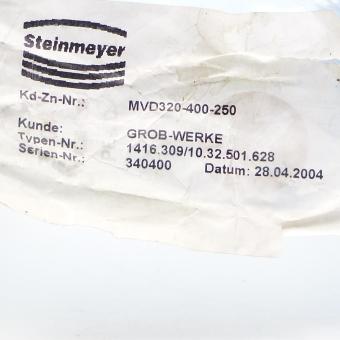 Steinmeyer
Kd-Zn-Nr.: MVD320-400-250
Kunde: GROB-WERKE
Typen-Nr.: 1416.309/10.32.501.628
Serien-Nr.: 340400 Datum: 28.04.2004